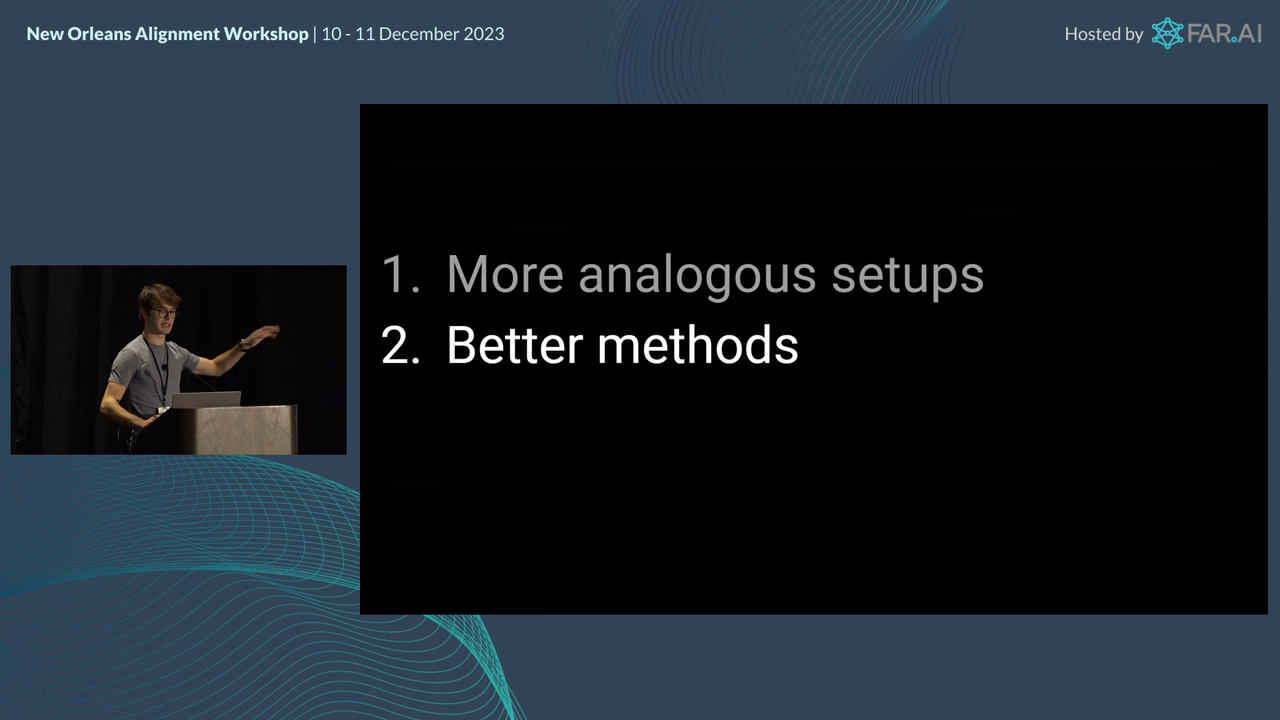 New Orleans Alignment Workshop | 10 - 11 December 2023
Hosted by FAR.AI
1. More analogous setups
2. Better methods